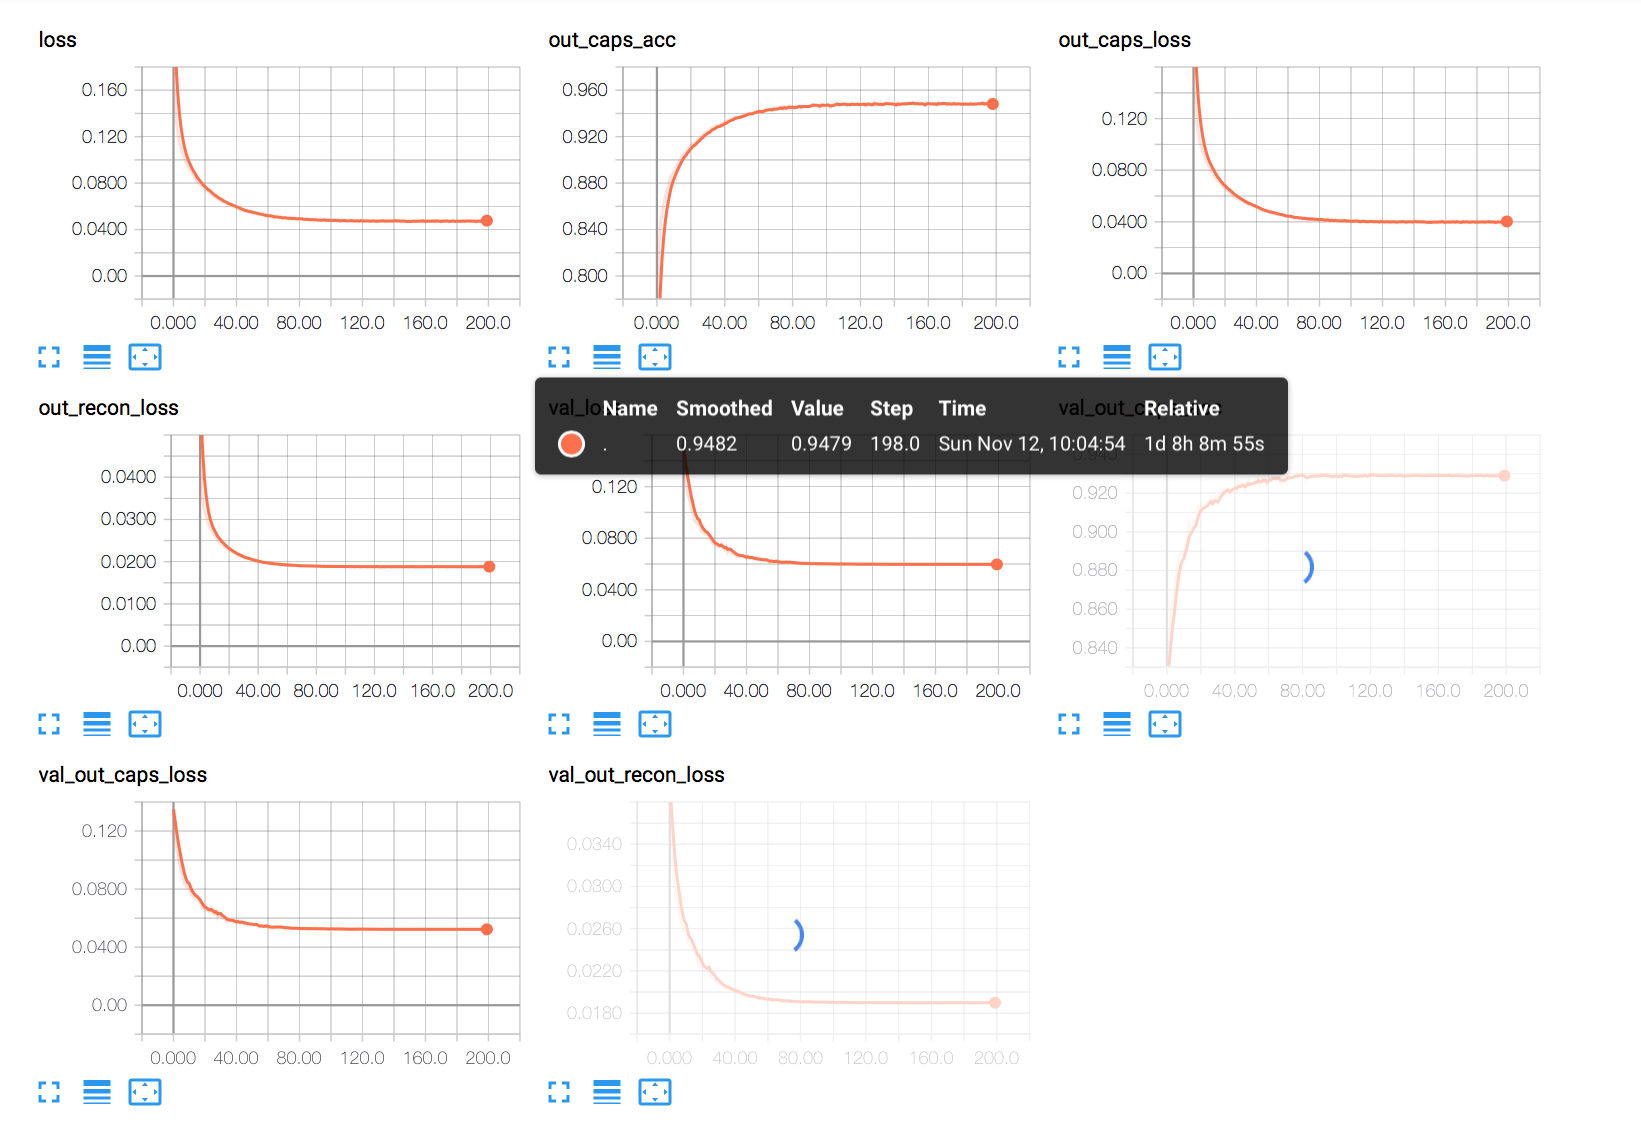 loss
0.160
0.120
0.0800
0.0400
0.00
0.000 40.00 80.00 120.0 160.0 200.0
out_caps_acc
0.960
0.920
0.880
0.840
0.800
0.000 40.00 80.00 120.0 160.0 200.0
out_caps_loss
0.120
0.0800
0.0400
0.00
0.000 40.00 80.00 120.0 160.0 200.0
Name Smoothed Value Step Time Relative
. 0.9482 0.9479 198.0 Sun Nov 12, 10:04:54 1d 8h 8m 55s
out_recon_loss
0.0400
0.0300
0.0200
0.0100
0.00
0.000 40.00 80.00 120.0 160.0 200.0
0.120
0.0800
0.0400
0.00
0.000 40.00 80.00 120.0 160.0 200.0
0.920
0.900
0.880
0.860
0.840
0.000 40.00 80.00 120.0 160.0 200.0
val_out_caps_loss
0.120
0.0800
0.0400
0.00
0.000 40.00 80.00 120.0 160.0 200.0
val_out_recon_loss
0.0340
0.0300
0.0260
0.0220
0.0180
0.000 40.00 80.00 120.0 160.0 200.0